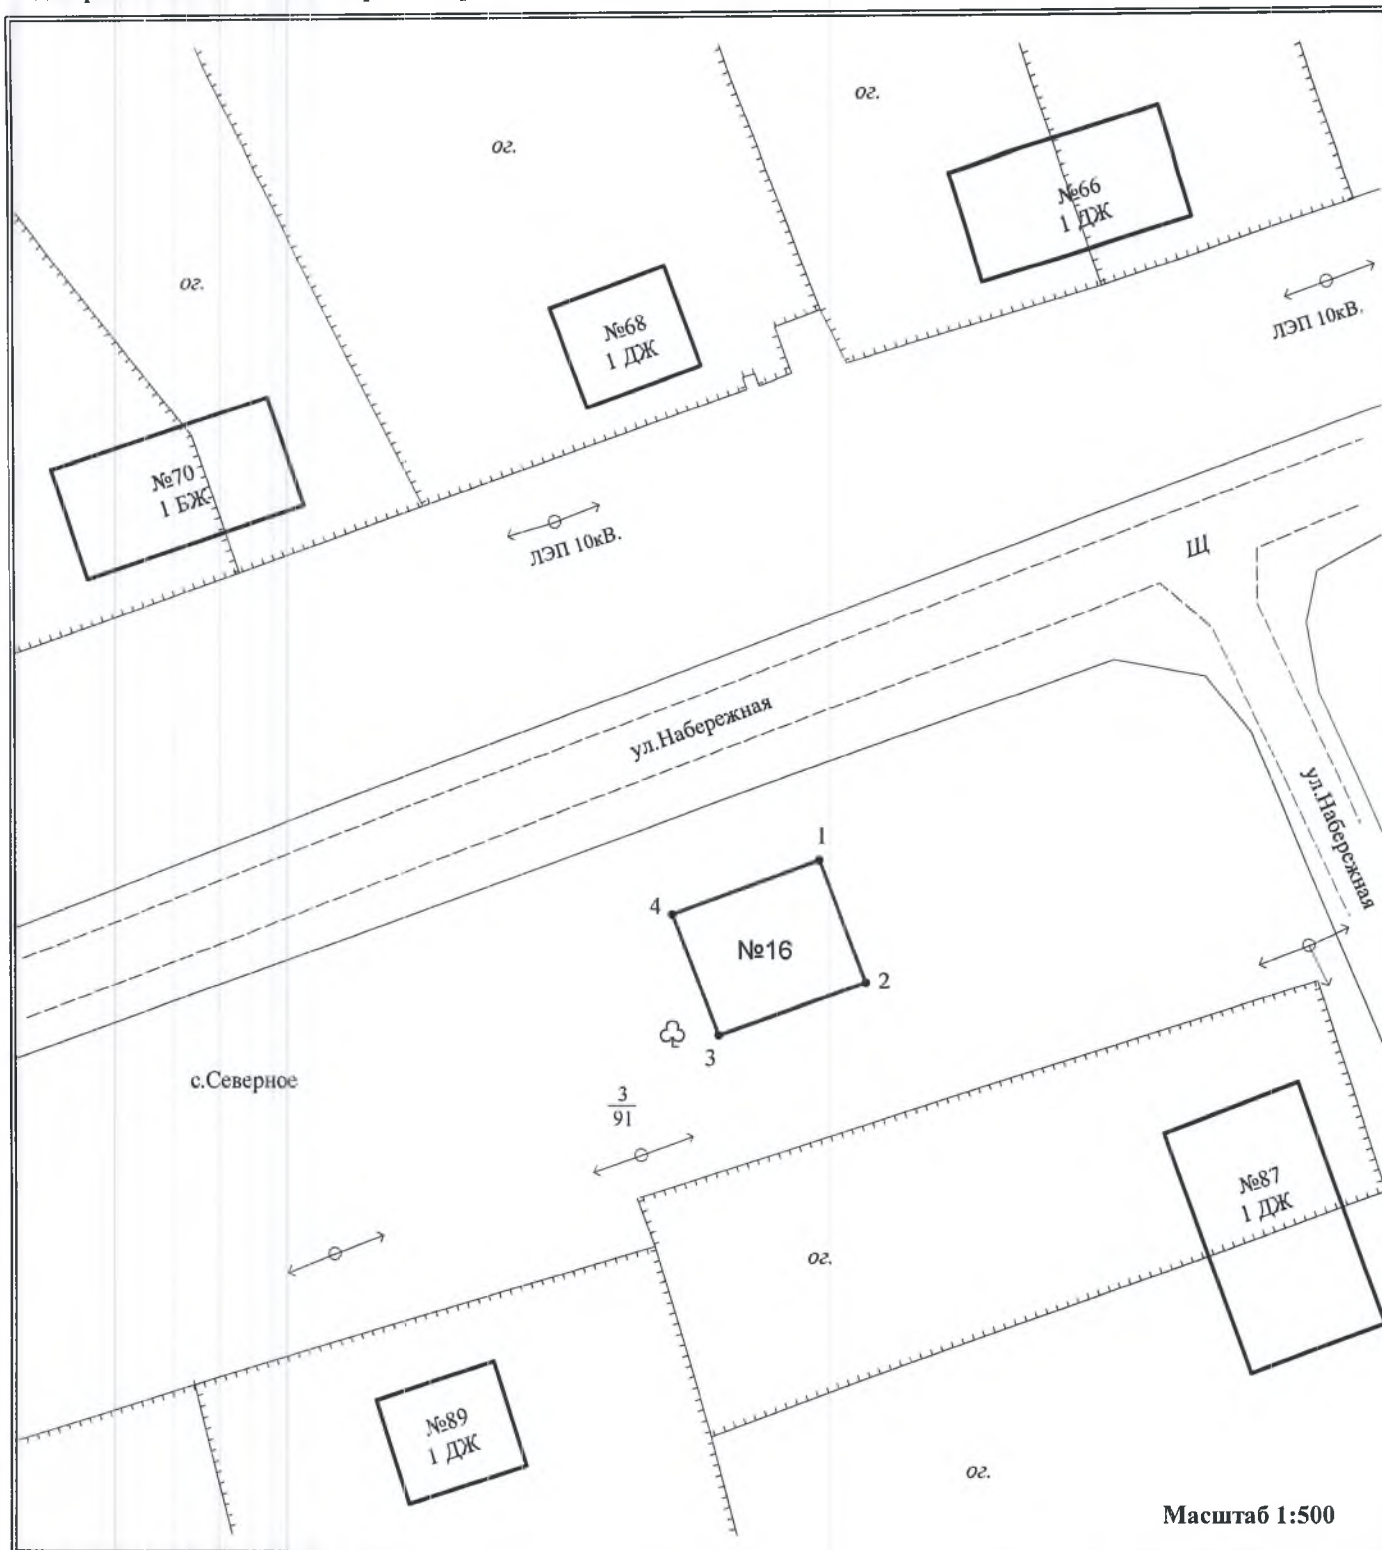 ог.
ог.
№66
1 ДЖ
ог.
ЛЭП 10кВ.
№68
1 ДЖ
№70
1 БЖ
ЛЭП 10кВ.
Щ
ул.Набережная
ул.Набережная
1
4
№16
2
3
с.Северное
3
91
№87
1 ДЖ
ог.
№89
1 ДЖ
ог.
Масштаб 1:500